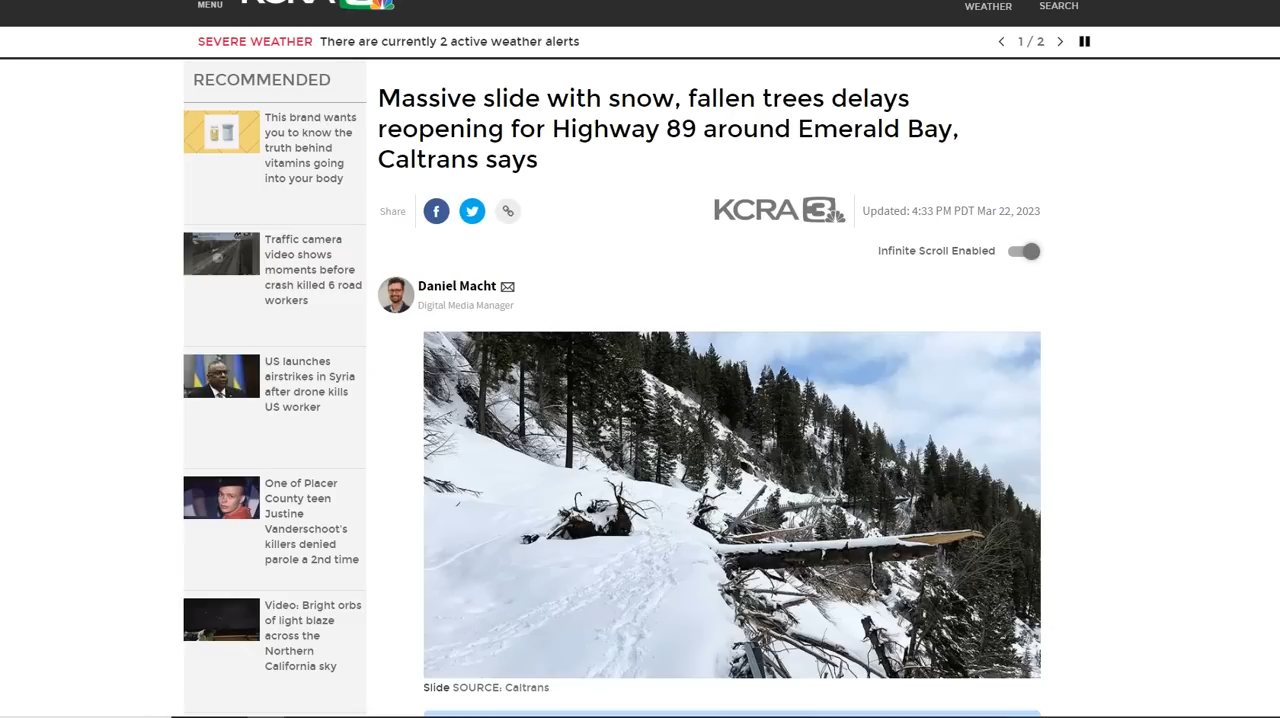 MENU
KCRA 3
WEATHER
SEARCH
SEVERE WEATHER There are currently 2 active weather alerts
1 / 2
RECOMMENDED
This brand wants
you to know the
truth behind
vitamins going
into your body
Traffic camera
video shows
moments before
crash killed 6 road
workers
US launches
airstrikes in Syria
after drone kills
US worker
One of Placer
County teen
Justine
Vanderschoot's
killers denied
parole a 2nd time
Video: Bright orbs
of light blaze
across the
Northern
California sky
Massive slide with snow, fallen trees delays
reopening for Highway 89 around Emerald Bay,
Caltrans says
Share
f
KCRA 3
Updated: 4:33 PM PDT Mar 22, 2023
Infinite Scroll Enabled
Daniel Macht
Digital Media Manager
Slide SOURCE: Caltrans